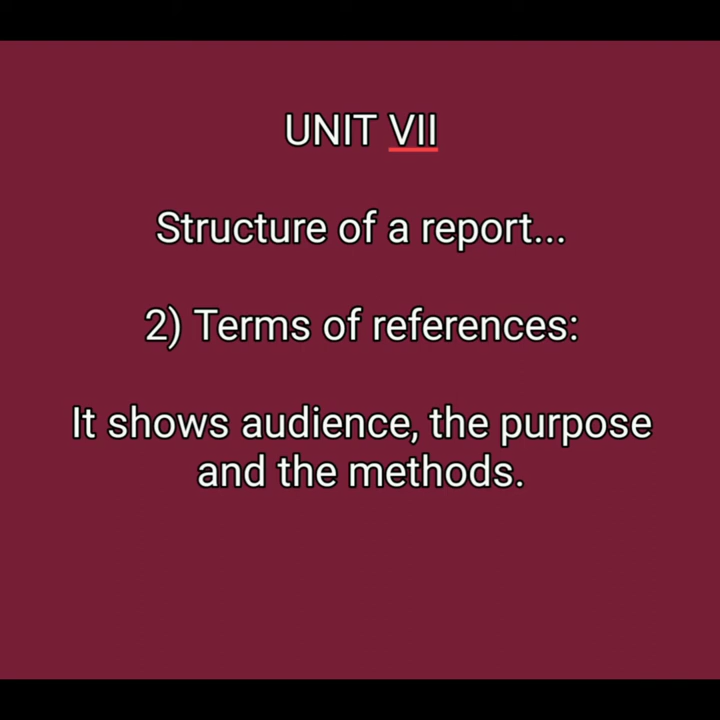 UNIT VII
Structure of a report...
2) Terms of references:
It shows audience, the purpose
and the methods.